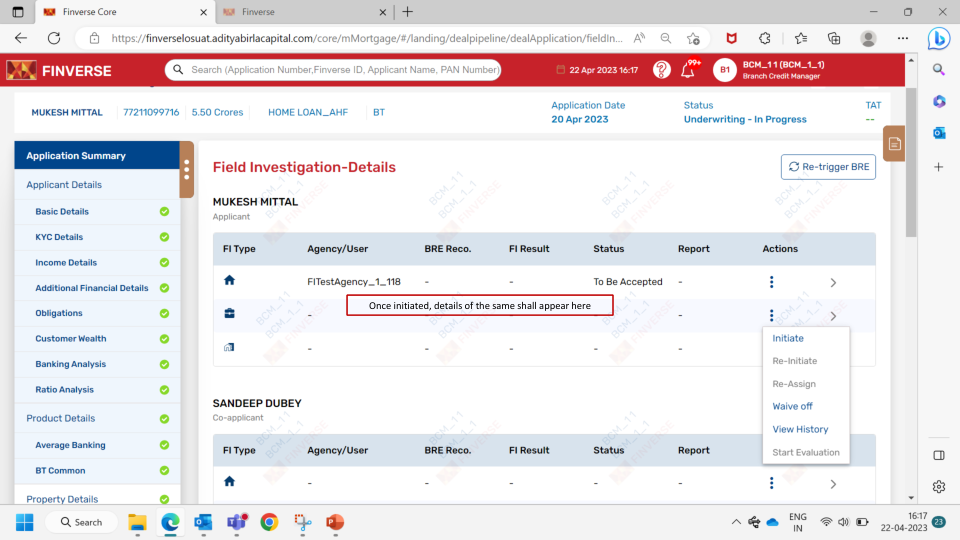 Finverse Core
Finverse
https://finverselosuat.adityabirlacapital.com/core/mMortgage/#/landing/dealpipeline/dealApplication/fieldIn...
FINVERSE
Search (Application Number,Finverse ID, Applicant Name, PAN Number)
22 Apr 2023 16:17
99+
B1
BCM_1 1 (BCM_1_1)
Branch Credit Manager
MUKESH MITTAL
77211099716
5.50 Crores
HOME LOAN_AHF
BT
Application Date
20 Apr 2023
Status
Underwriting - In Progress
TAT
--
Application Summary
Applicant Details
Basic Details
KYC Details
Income Details
Additional Financial Details
Obligations
Customer Wealth
Banking Analysis
Ratio Analysis
Product Details
Average Banking
BT Common
Property Details
Field Investigation-Details
Re-trigger BRE
MUKESH MITTAL
Applicant
FI Type Agency/User BRE Reco. FI Result Status Report Actions
FITestAgency_1_118 - - To Be Accepted -
Once initiated, details of the same shall appear here
- - - - -
- - - - -
Initiate
Re-Initiate
Re-Assign
Waive off
View History
Start Evaluation
SANDEEP DUBEY
Co-applicant
FI Type Agency/User BRE Reco. FI Result Status Report
- - - - -
Search
ENG
IN
16:17
22-04-2023
23